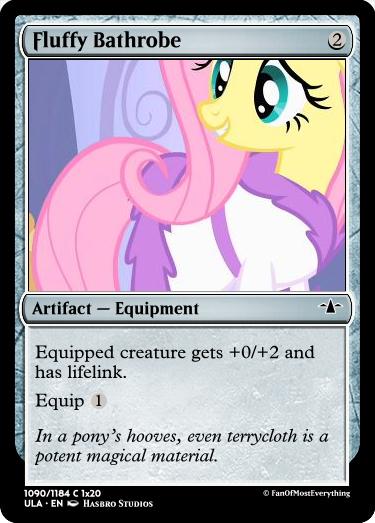 Fluffy Bathrobe 2
Artifact — Equipment
Equipped creature gets +0/+2 and
has lifelink.
Equip 1
In a pony's hooves, even terrycloth is a
potent magical material.
1090/1184 C 1x20
ULA • EN Hasbro Studios © FanOfMostEverything